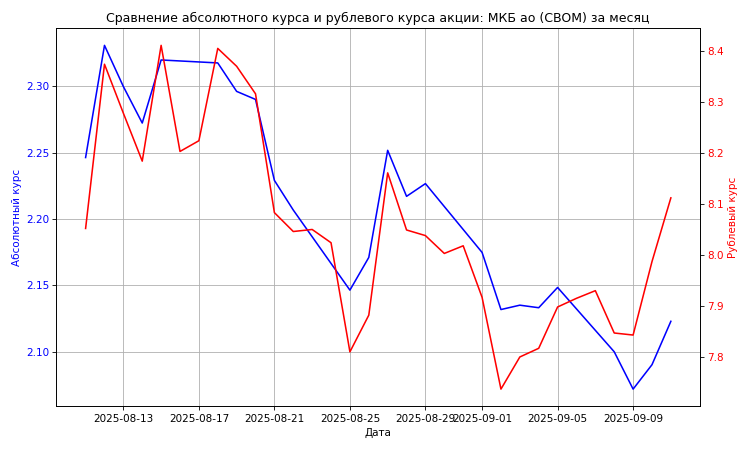 Сравнение абсолютного курса и рублевого курса акции: МКБ ао (CBOM) за месяц
Абсолютный курс
2.30
2.25
2.20
2.15
2.10
8.4
8.3
8.2
8.1
8.0
7.9
7.8
Рублевый курс
2025-08-13 2025-08-17 2025-08-21 2025-08-25 2025-08-29 2025-09-01 2025-09-05 2025-09-09
Дата